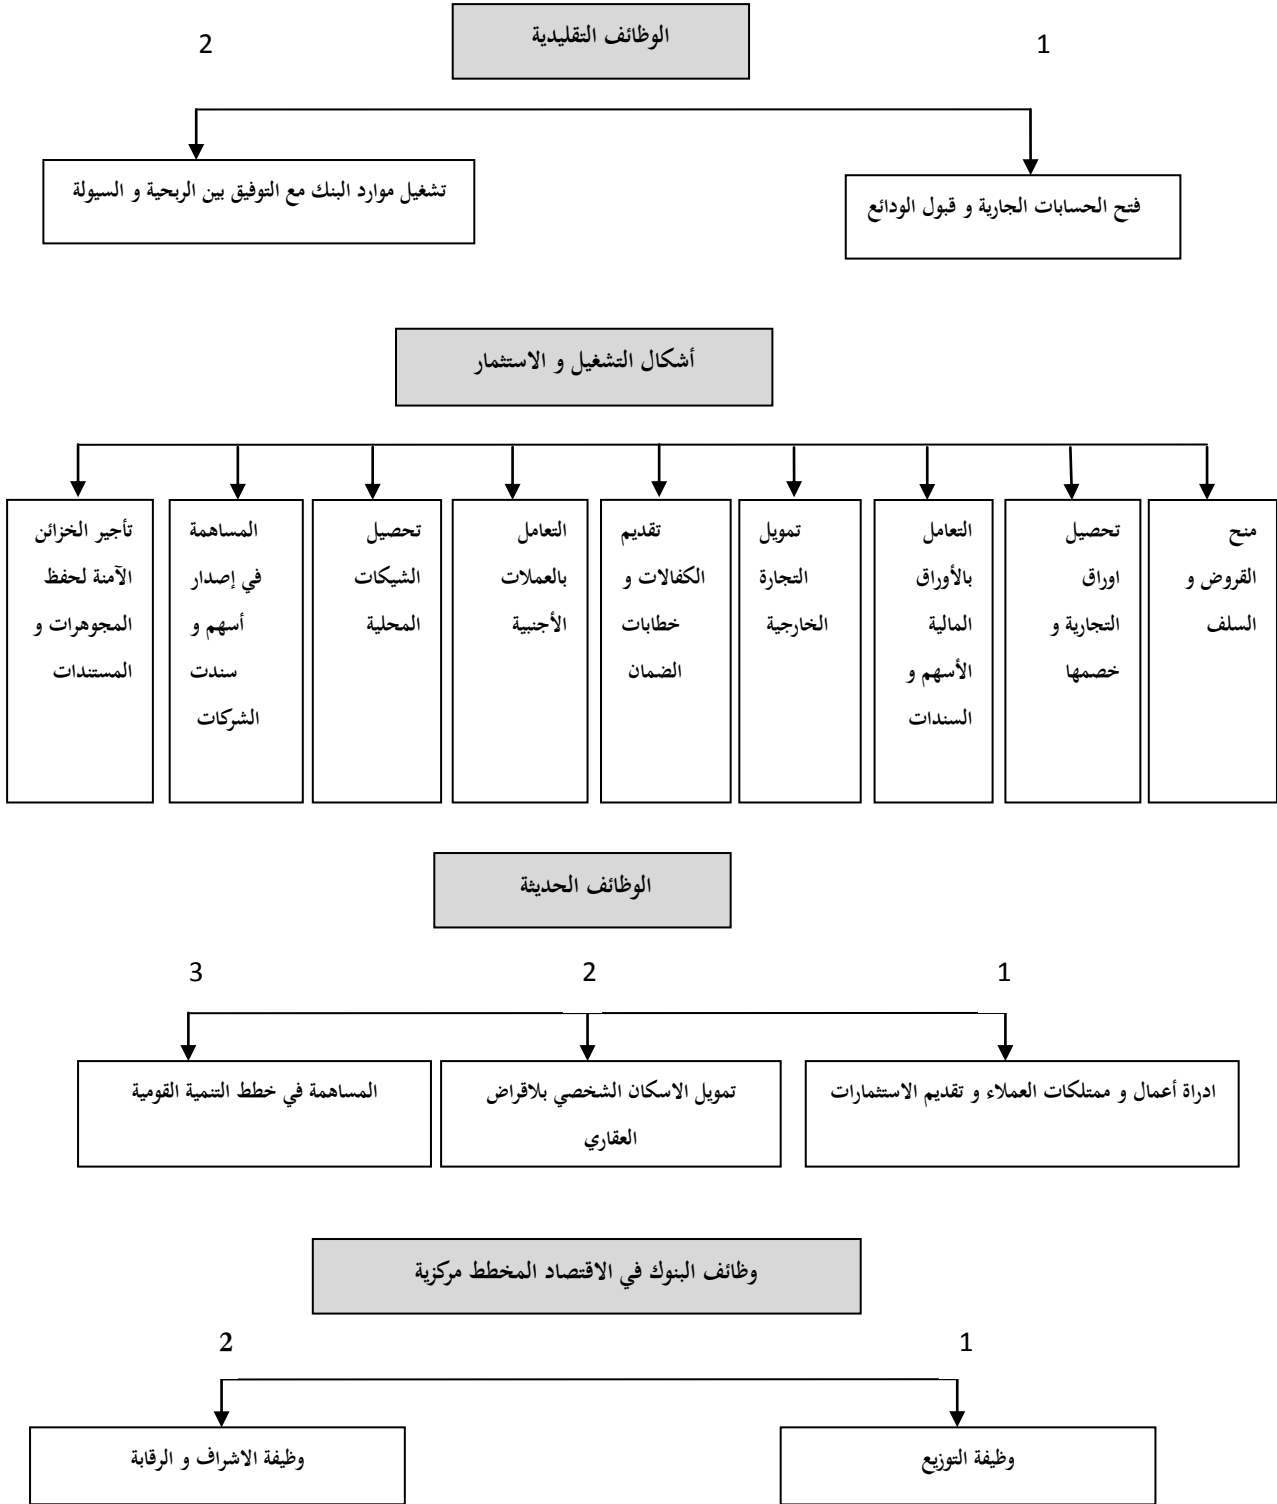 الوظائف التقليدية
1
2
فتح الحسابات الجارية و قبول الودائع
تشغيل موارد البنك مع التوفيق بين الربحية و السيولة
أشكال التشغيل و الاستثمار
منح
القروض و
السلف
تحصيل
اوراق
التجارية و
خصمها
التعامل
بالأوراق
المالية
الأسهم و
السندات
تمويل
التجارة
الخارجية
تقديم
الكفالات و
خطابات
الضمان
التعامل
بالعملات
الأجنبية
تحصيل
الشيكات
المحلية
المساهمة
في إصدار
أسهم و
سندت
الشركات
تأجير الخزائن
الآمنة لحفظ
المجوهرات و
المستندات
الوظائف الحديثة
1
2
3
ادراة أعمال و ممتلكات العملاء و تقديم الاستثمارات
تمويل الاسكان الشخصي بلاقراض
العقاري
المساهمة في خطط التنمية القومية
وظائف البنوك في الاقتصاد المخطط مركزية
1
2
وظيفة التوزيع
وظيفة الاشراف و الرقابة